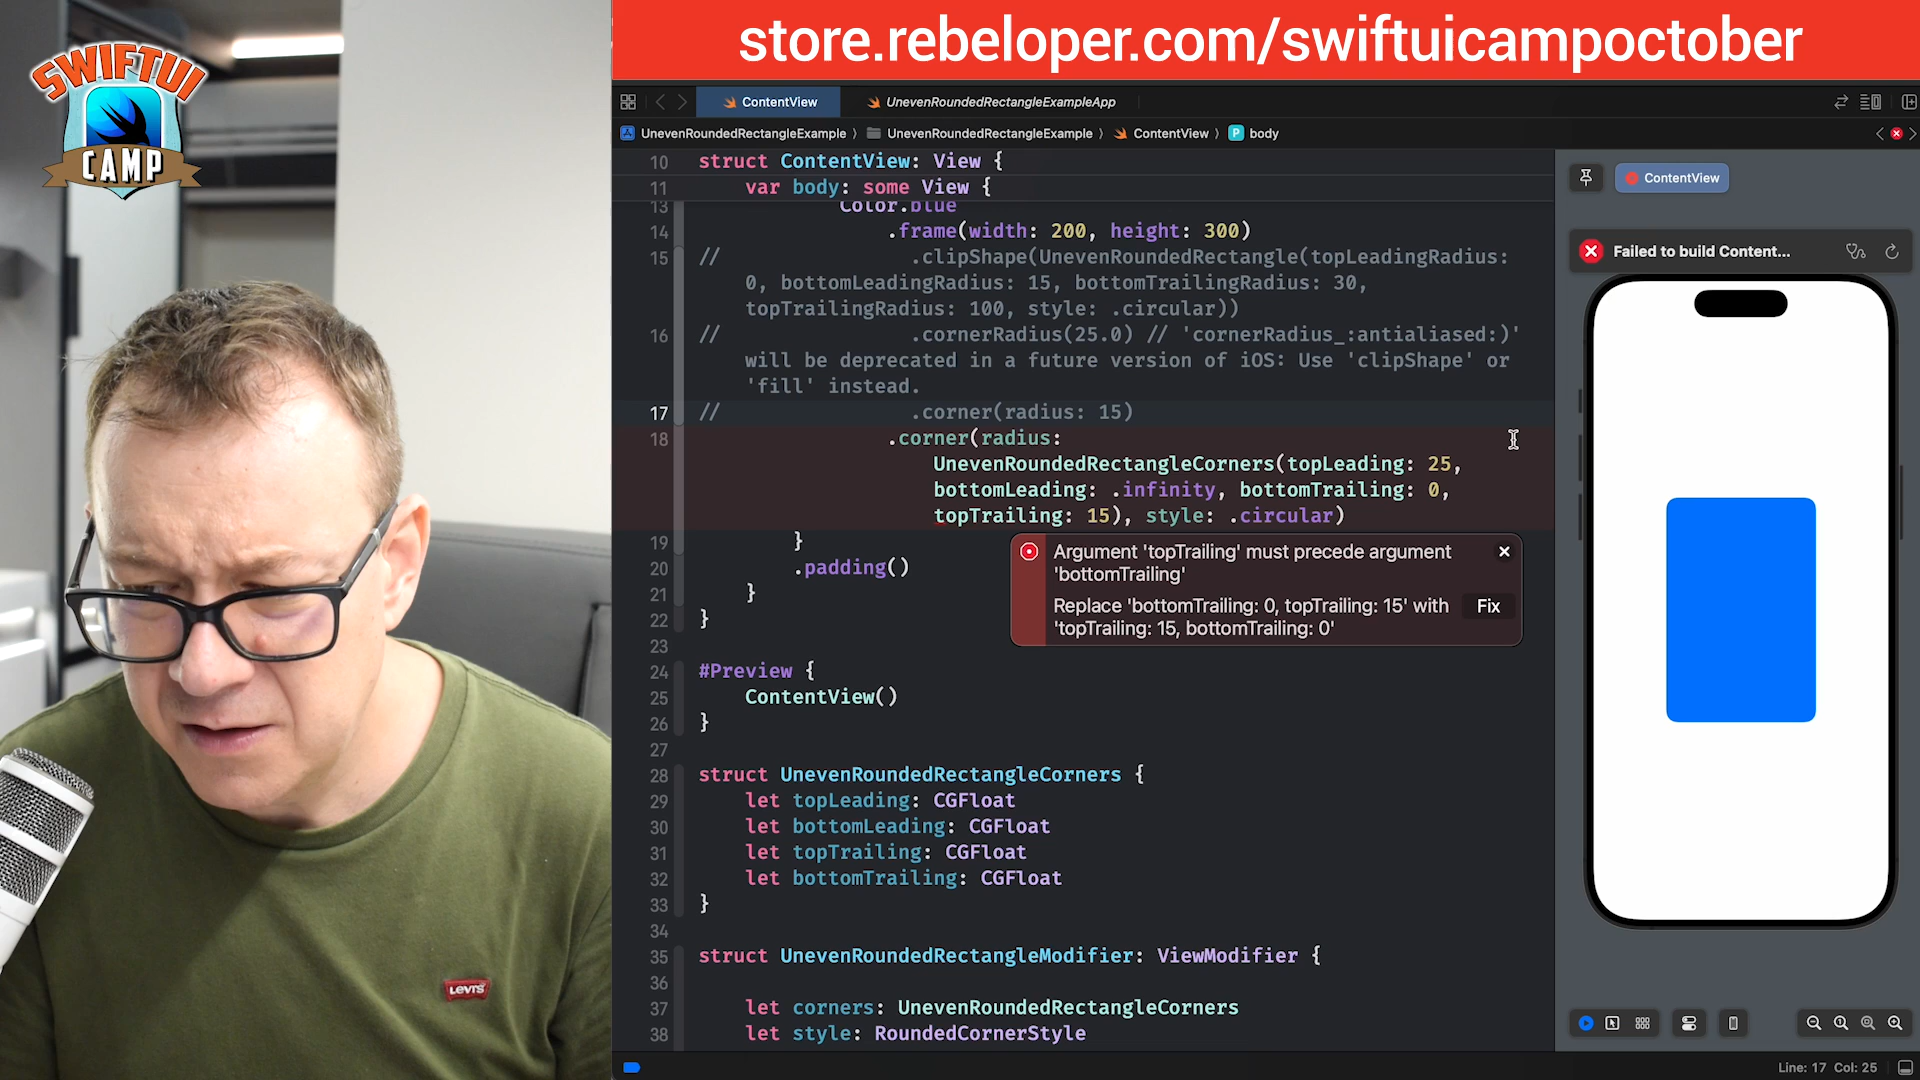 store.rebeloper.com/swiftuicampoctober
SWIFTUI
CAMP
ContentView
UnevenRoundedRectangleExampleApp
UnevenRoundedRectangleExample
UnevenRoundedRectangleExample
ContentView
P body
10 struct ContentView: View {
11 var body: some View {
13 Color.blue
14 .frame(width: 200, height: 300)
15 // .clipShape(UnevenRoundedRectangle(topLeadingRadius:
0, bottomLeadingRadius: 15, bottomTrailingRadius: 30,
topTrailingRadius: 100, style: .circular))
16 // .cornerRadius(25.0) // 'cornerRadius_:antialiased:)'
will be deprecated in a future version of iOS: Use 'clipShape' or
'fill' instead.
17 // .corner(radius: 15)
18 .corner(radius:
UnevenRoundedRectangleCorners(topLeading: 25,
bottomLeading: .infinity, bottomTrailing: 0,
topTrailing: 15), style: .circular)
19 }
20 .padding()
21 }
22 }
23
24 #Preview {
25 ContentView()
26 }
27
28 struct UnevenRoundedRectangleCorners {
29 let topLeading: CGFloat
30 let bottomLeading: CGFloat
31 let topTrailing: CGFloat
32 let bottomTrailing: CGFloat
33 }
34
35 struct UnevenRoundedRectangleModifier: ViewModifier {
36
37 let corners: UnevenRoundedRectangleCorners
38 let style: RoundedCornerStyle
Argument 'topTrailing' must precede argument
'bottomTrailing'
Replace 'bottomTrailing: 0, topTrailing: 15' with
'topTrailing: 15, bottomTrailing: 0'
Fix
ContentView
Failed to build Content...
LEVI'S
Line: 17 Col: 25